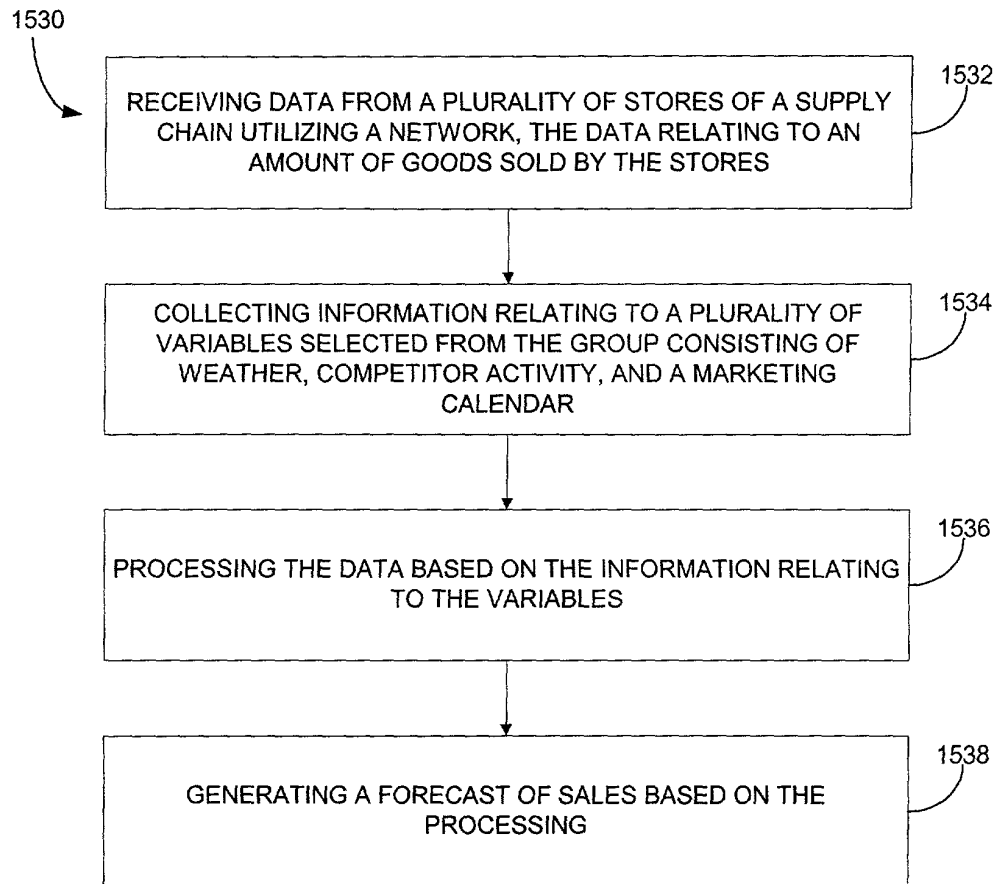 1530
1532
RECEIVING DATA FROM A PLURALITY OF STORES OF A SUPPLY
CHAIN UTILIZING A NETWORK, THE DATA RELATING TO AN
AMOUNT OF GOODS SOLD BY THE STORES
1534
COLLECTING INFORMATION RELATING TO A PLURALITY OF
VARIABLES SELECTED FROM THE GROUP CONSISTING OF
WEATHER, COMPETITOR ACTIVITY, AND A MARKETING
CALENDAR
1536
PROCESSING THE DATA BASED ON THE INFORMATION RELATING
TO THE VARIABLES
1538
GENERATING A FORECAST OF SALES BASED ON THE
PROCESSING